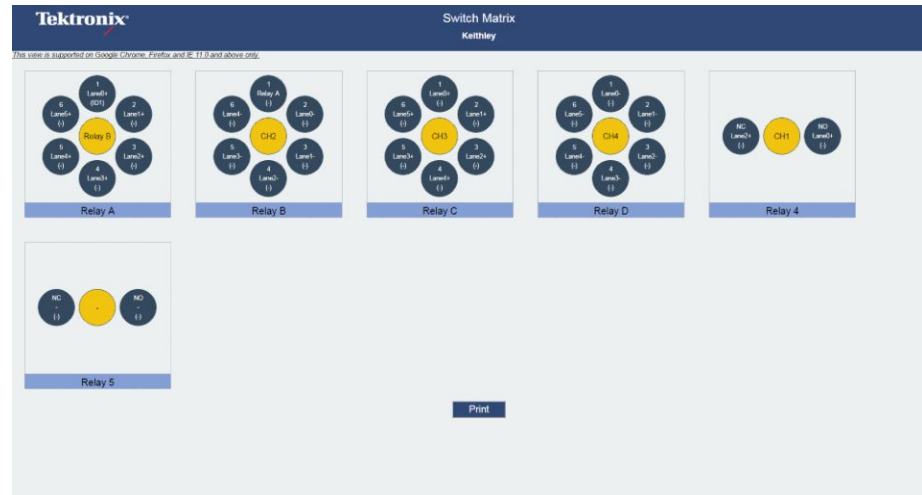 Tektronix
Switch Matrix
Keithley
This view is supported on Google Chrome, Firefox and IE 11.0 and above only.
1
Lane0+
(ID1)
6
Lane5+
(-)
2
Lane1+
(-)
Relay B
5
Lane4+
(-)
3
Lane2+
(-)
4
Lane3+
(-)
Relay A
1
Relay A
(-)
6
Lane4-
(-)
2
Lane0-
(-)
CH2
5
Lane3-
(-)
3
Lane1-
(-)
4
Lane2-
(-)
Relay B
1
Lane0+
(-)
6
Lane5+
(-)
2
Lane1+
(-)
CH3
5
Lane3+
(-)
3
Lane2+
(-)
4
Lane4+
(-)
Relay C
1
Lane0-
(-)
6
Lane5-
(-)
2
Lane1-
(-)
CH4
5
Lane4-
(-)
3
Lane2-
(-)
4
Lane3-
(-)
Relay D
NC
Lane2+
(-)
CH1
NO
Lane0+
(-)
Relay 4
NC
-
(-)
-
NO
-
(-)
Relay 5
Print